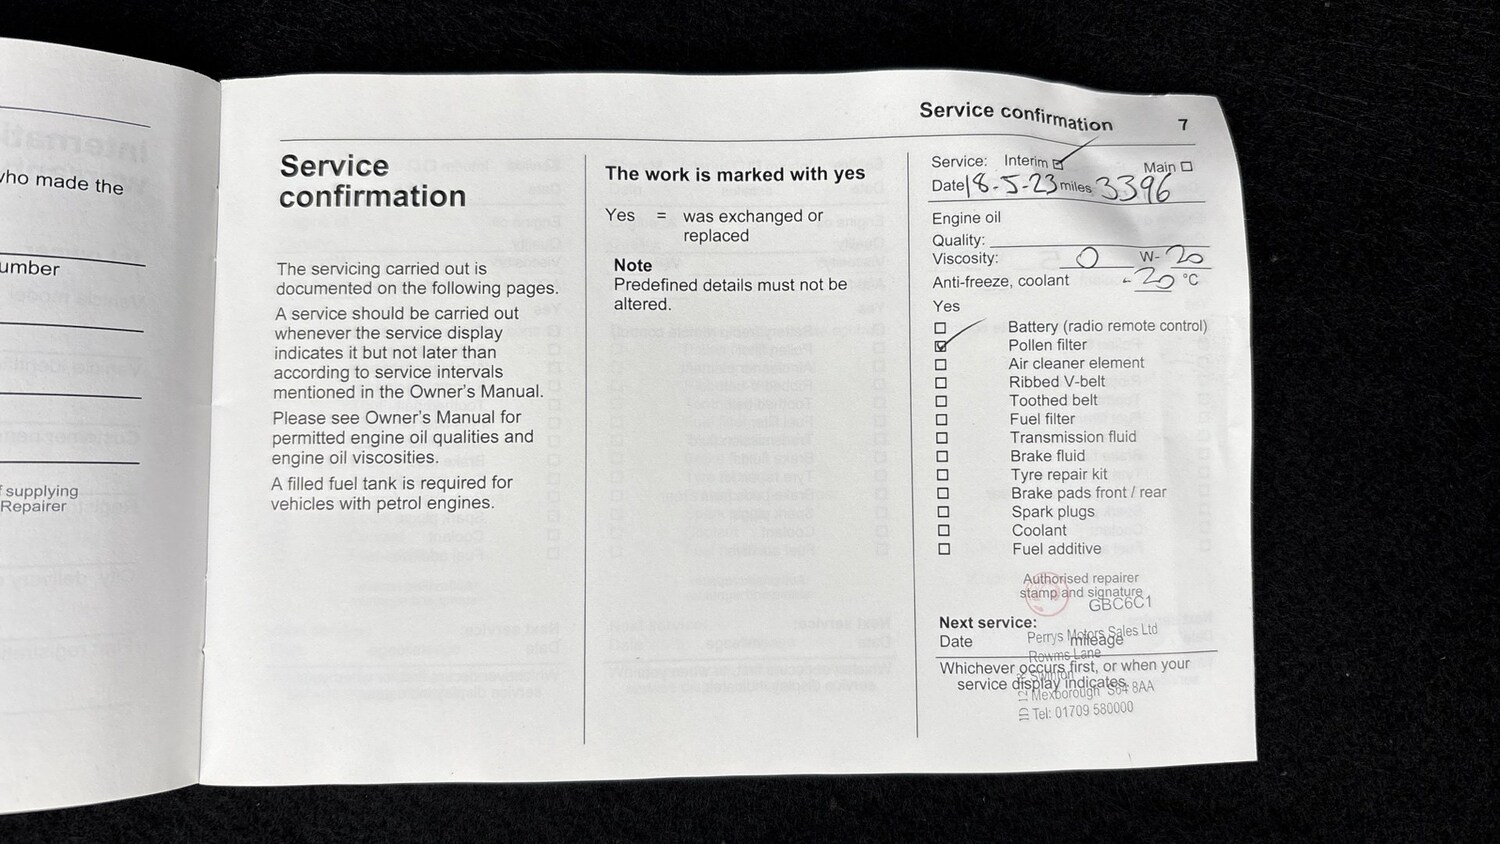 who made the
umber
f supplying
Repairer
Service confirmation 7
Service
confirmation
The servicing carried out is
documented on the following pages.
A service should be carried out
whenever the service display
indicates it but not later than
according to service intervals
mentioned in the Owner's Manual.
Please see Owner's Manual for
permitted engine oil qualities and
engine oil viscosities.
A filled fuel tank is required for
vehicles with petrol engines.
The work is marked with yes
Yes = was exchanged or
replaced
Note
Predefined details must not be
altered.
Service: Interim Main
Date 18-5-23 miles 3396
Engine oil
Quality:
Viscosity: 0 W-20
Anti-freeze, coolant -20 °C
Yes
Battery (radio remote control)
Pollen filter
Air cleaner element
Ribbed V-belt
Toothed belt
Fuel filter
Transmission fluid
Brake fluid
Tyre repair kit
Brake pads front / rear
Spark plugs
Coolant
Fuel additive
Authorised repairer
stamp and signature
GBC6C1
Next service:
Date mileage
Perrys Motors Sales Ltd
Rowms Lane
Whichever occurs first, or when your
service display indicates.
Swinton
Mexborough S64 8AA
Tel: 01709 580000